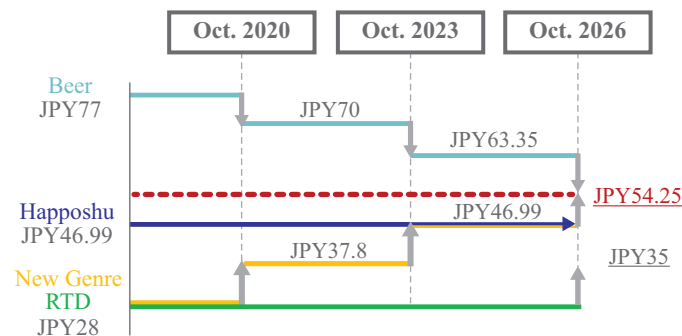 Oct. 2020
Oct. 2023
Oct. 2026
Beer
JPY77
JPY70
JPY63.35
JPY54.25
Happoshu
JPY46.99
JPY46.99
JPY37.8
JPY35
New Genre
RTD
JPY28